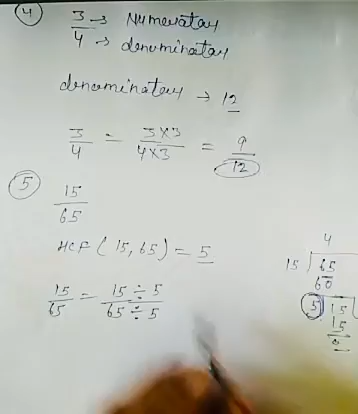 ④ 3/4 → Numerator
→ denominator
denominator → 12
3/4 = 3×3/4×3 = 9/12
⑤ 15/65
HCF (15, 65) = 5
15/65 = 15÷5/65÷5
4
15 ) 65
60
5 ) 15
15
0